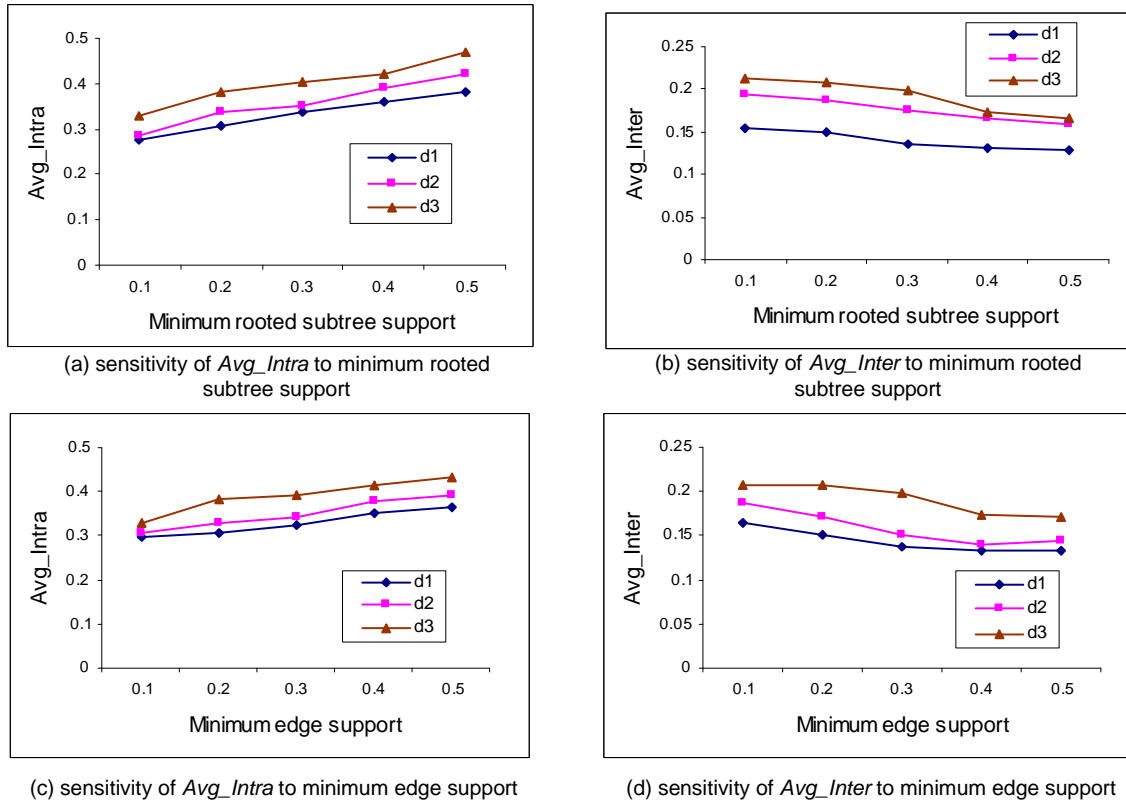 0.5
0.4
0.3
0.2
0.1
0
Avg_Intra
d1
d2
d3
0.1 0.2 0.3 0.4 0.5
Minimum rooted subtree support
(a) sensitivity of Avg_Intra to minimum rooted
subtree support
0.25
0.2
0.15
0.1
0.05
0
Avg_Inter
d1
d2
d3
0.1 0.2 0.3 0.4 0.5
Minimum rooted subtree support
(b) sensitivity of Avg_Inter to minimum rooted
subtree support
0.5
0.4
0.3
0.2
0.1
0
Avg_Intra
d1
d2
d3
0.1 0.2 0.3 0.4 0.5
Minimum edge support
(c) sensitivity of Avg_Intra to minimum edge support
0.25
0.2
0.15
0.1
0.05
0
Avg_Inter
d1
d2
d3
0.1 0.2 0.3 0.4 0.5
Minimum edge support
(d) sensitivity of Avg_Inter to minimum edge support